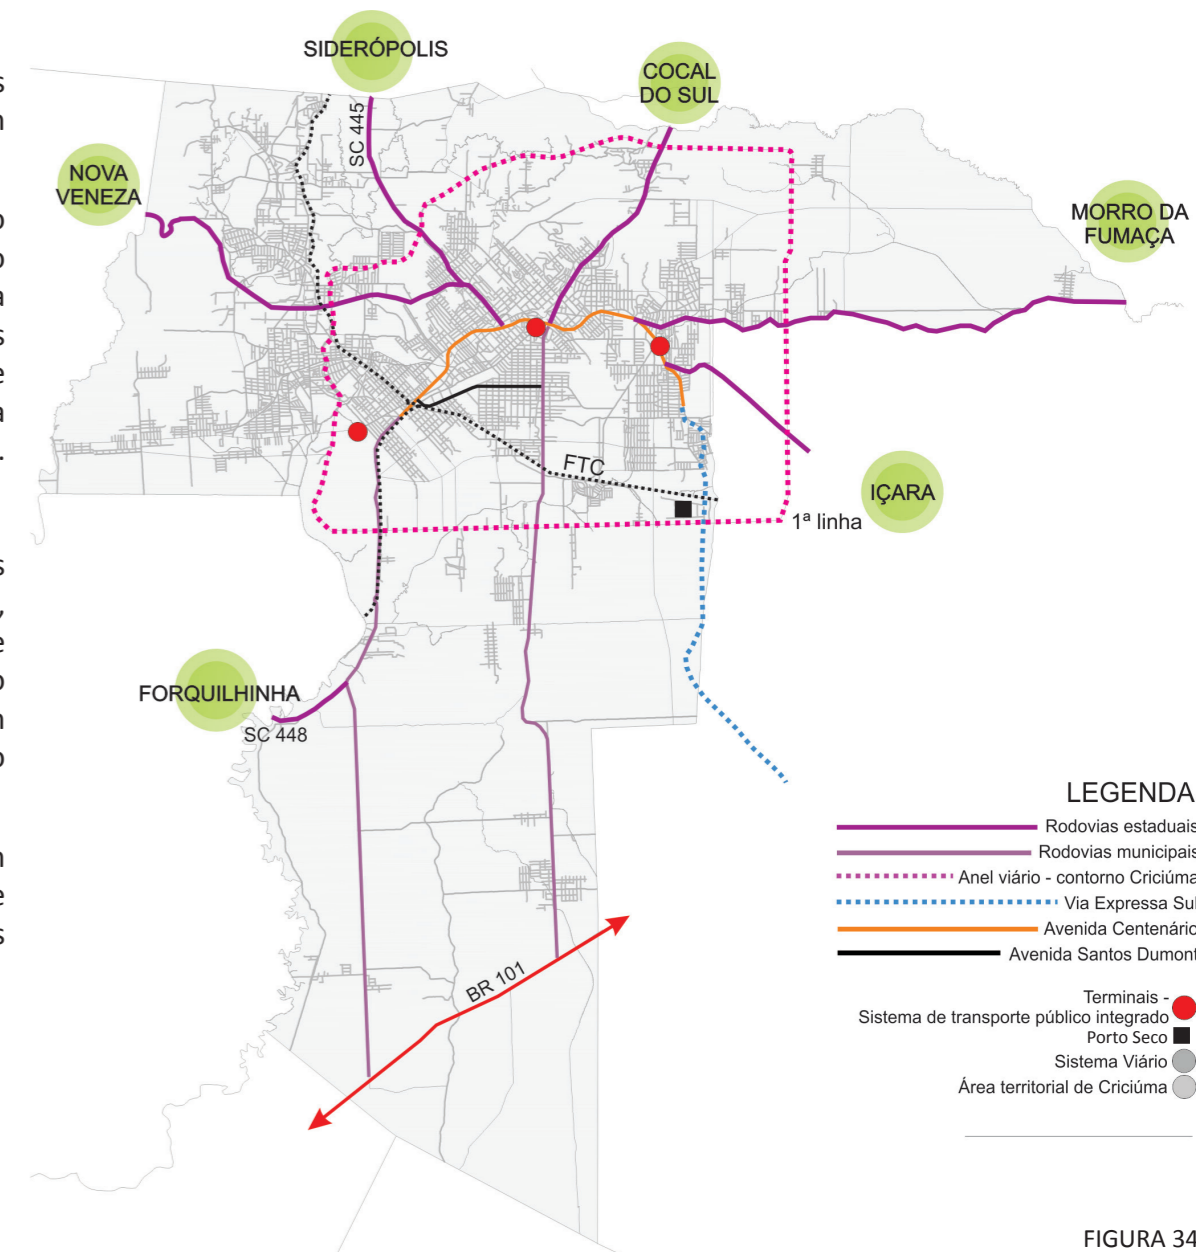 s
n
o
o
a
s
e
a
.
s
,
e
o
n
o
n
e
s
SIDERÓPOLIS
COCAL
DO SUL
SC 445
NOVA
VENEZA
MORRO DA
FUMAÇA
FTC
IÇARA
1ª linha
FORQUILHINHA
SC 448
BR 101
LEGENDA
Rodovias estaduais
Rodovias municipais
Anel viário - contorno Criciúma
Via Expressa Sul
Avenida Centenário
Avenida Santos Dumont
Terminais -
Sistema de transporte público integrado
Porto Seco
Sistema Viário
Área territorial de Criciúma
FIGURA 34